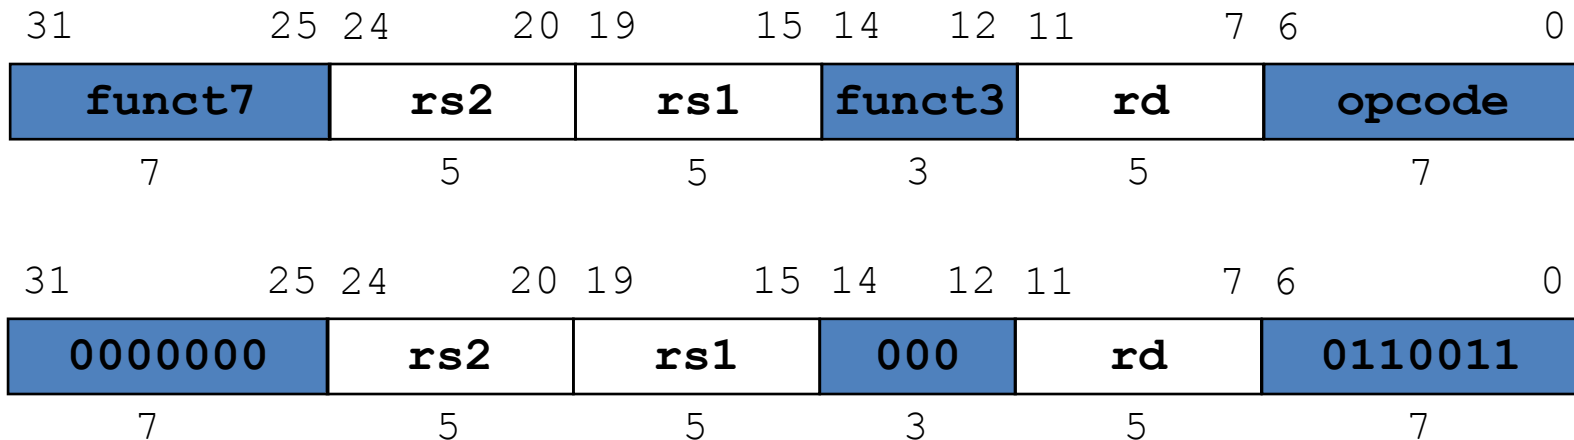 31 25 24 20 19 15 14 12 11 7 6 0
funct7 rs2 rs1 funct3 rd opcode
7 5 5 3 5 7
31 25 24 20 19 15 14 12 11 7 6 0
0000000 rs2 rs1 000 rd 0110011
7 5 5 3 5 7